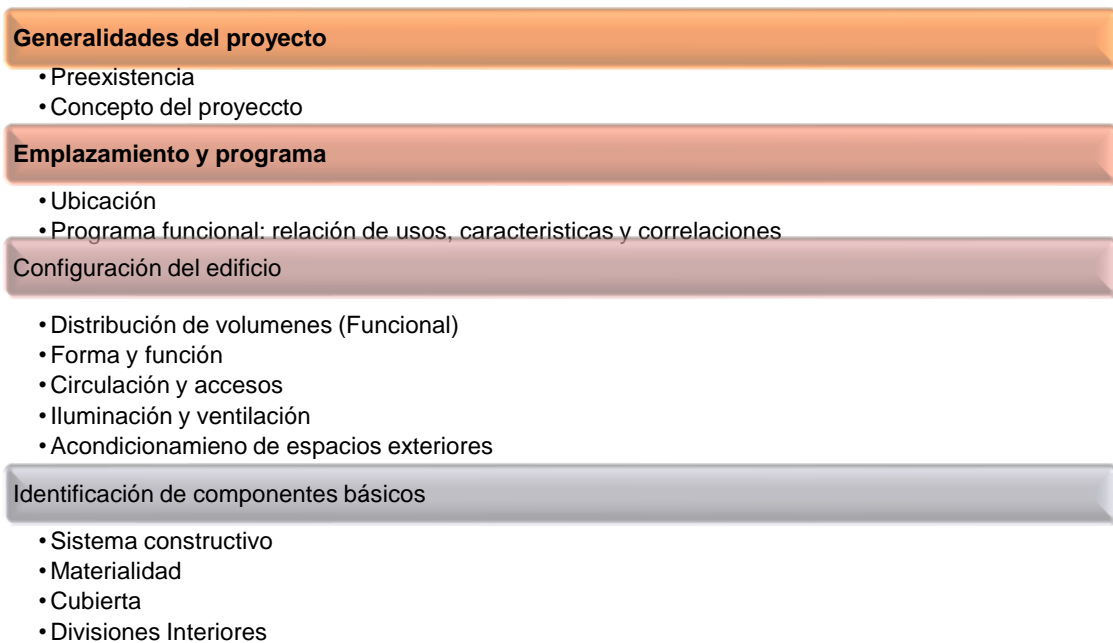 Generalidades del proyecto
•Preexistencia
•Concepto del proyeccto
Emplazamiento y programa
•Ubicación
•Programa funcional: relación de usos, caracteristicas y correlaciones
Configuración del edificio
•Distribución de volumenes (Funcional)
•Forma y función
•Circulación y accesos
•Iluminación y ventilación
•Acondicionamieno de espacios exteriores
Identificación de componentes básicos
•Sistema constructivo
•Materialidad
•Cubierta
•Divisiones Interiores